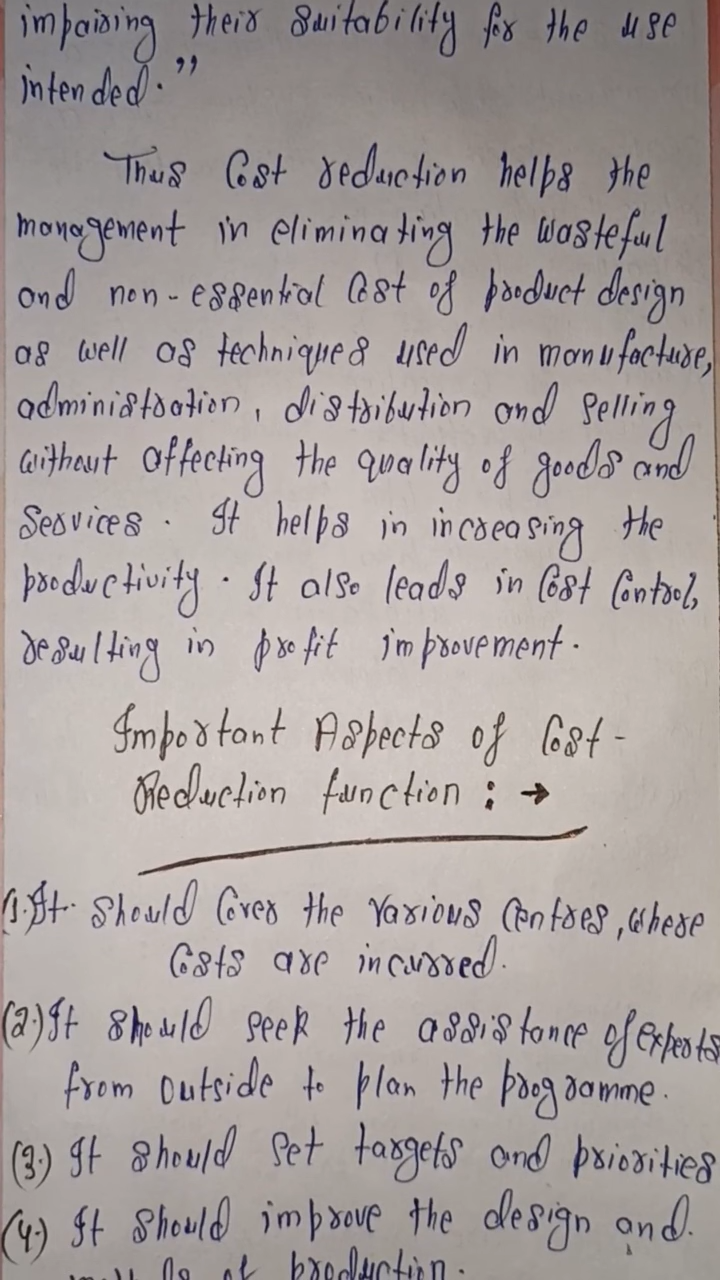 impairing their suitability for the use
intended."
Thus Cost reduction helps the
management in eliminating the wasteful
and non-essential Cost of product design
as well as techniques used in manufacture,
administration, distribution and selling
without affecting the quality of goods and
Services. It helps in increasing the
productivity. It also leads in Cost Control,
resulting in profit improvement.
Important Aspects of Cost-
Reduction function : →
(1.) It should Cover the various Centres, where
Costs are incurred.
(2.) It should seek the assistance of experts
from outside to plan the programme.
(3.) It should set targets and priorities
(4.) It should improve the design and.
of production.